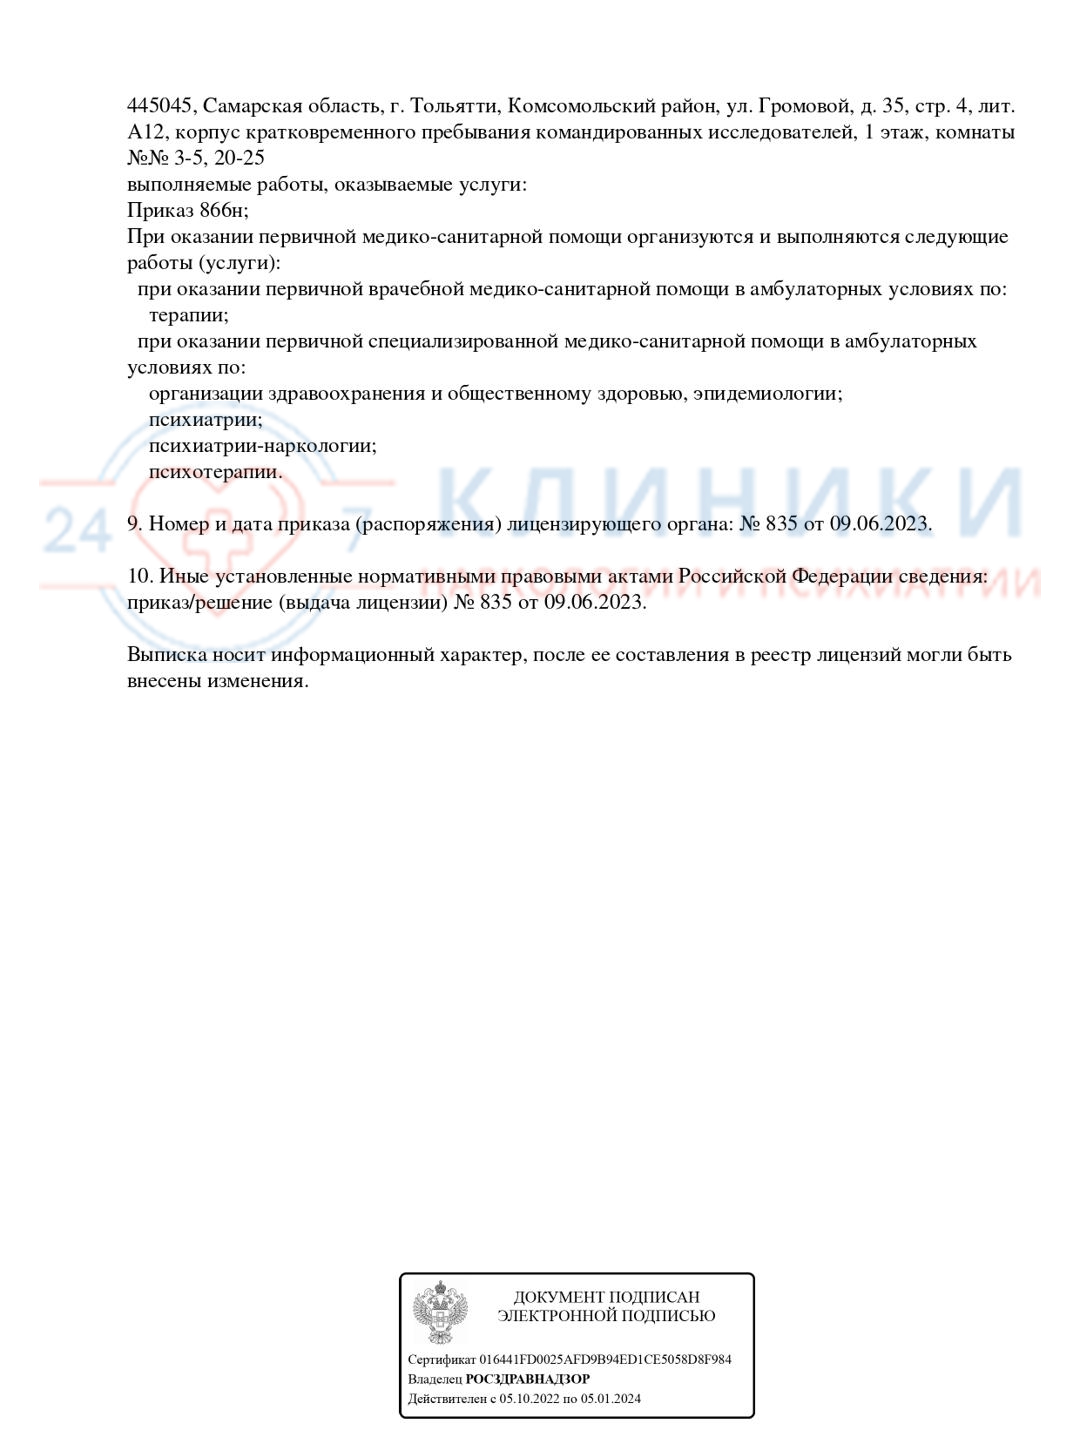 445045, Самарская область, г. Тольятти, Комсомольский район, ул. Громовой, д. 35, стр. 4, лит.
А12, корпус кратковременного пребывания командированных исследователей, 1 этаж, комнаты
№№ 3-5, 20-25
выполняемые работы, оказываемые услуги:
Приказ 866н;
При оказании первичной медико-санитарной помощи организуются и выполняются следующие
работы (услуги):
при оказании первичной врачебной медико-санитарной помощи в амбулаторных условиях по:
терапии;
при оказании первичной специализированной медико-санитарной помощи в амбулаторных
условиях по:
организации здравоохранения и общественному здоровью, эпидемиологии;
психиатрии;
психиатрии-наркологии;
психотерапии.
24 7 КЛИНИКИ
НАРКОЛОГИИ И ПСИХИАТРИИ
9. Номер и дата приказа (распоряжения) лицензирующего органа: № 835 от 09.06.2023.
10. Иные установленные нормативными правовыми актами Российской Федерации сведения:
приказ/решение (выдача лицензии) № 835 от 09.06.2023.
Выписка носит информационный характер, после ее составления в реестр лицензий могли быть
внесены изменения.
ДОКУМЕНТ ПОДПИСАН
ЭЛЕКТРОННОЙ ПОДПИСЬЮ
Сертификат 016441FD0025AFD9B94ED1CE5058D8F984
Владелец РОСЗДРАВНАДЗОР
Действителен с 05.10.2022 по 05.01.2024